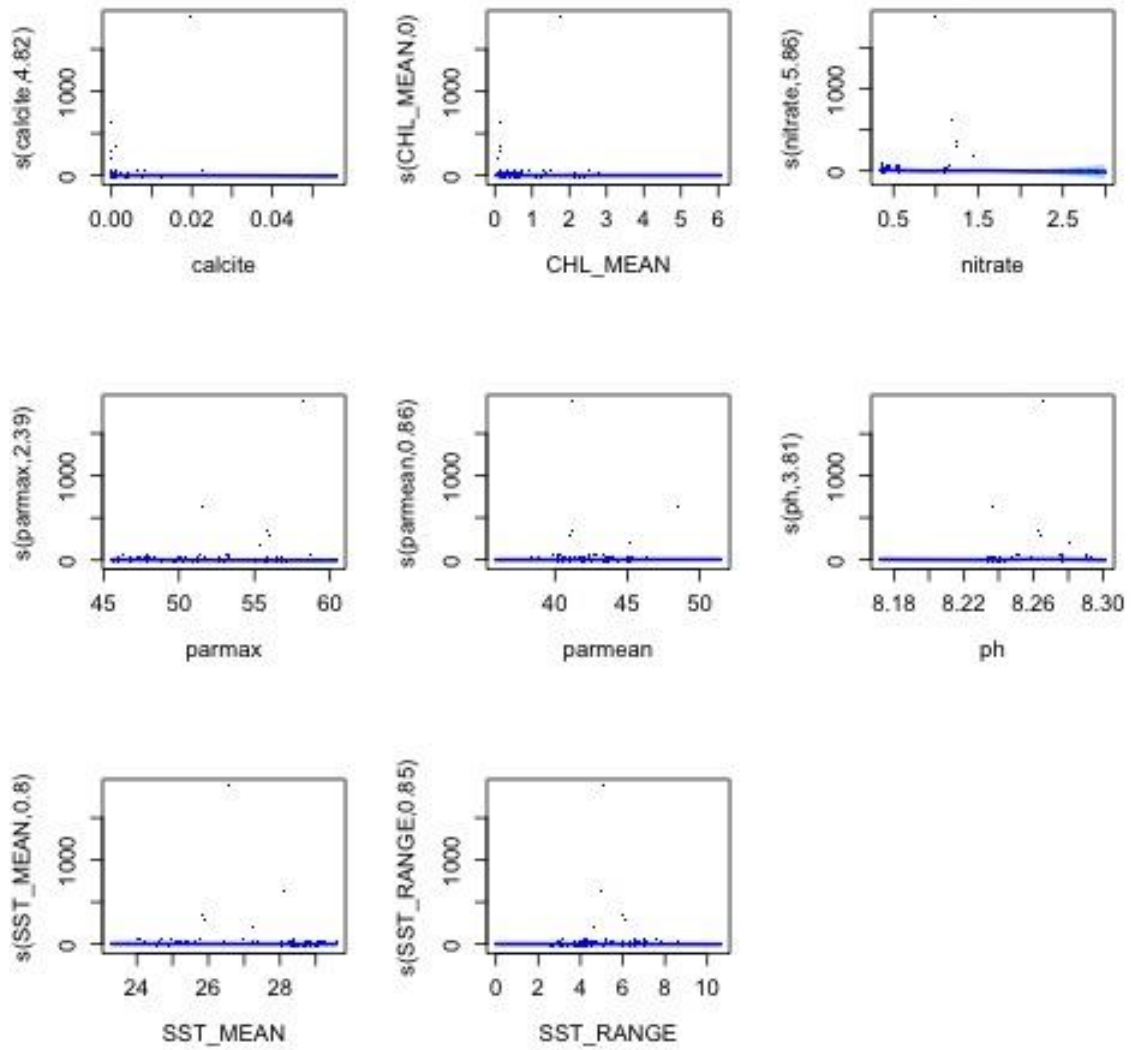 s(calcite,4.82)
1000
0
0.00 0.02 0.04
calcite
s(CHL_MEAN,0)
1000
0
0 1 2 3 4 5 6
CHL_MEAN
s(nitrate,5.86)
1000
0
0.5 1.5 2.5
nitrate
s(parmax,2.39)
1000
0
45 50 55 60
parmax
s(parmean,0.86)
1000
0
40 45 50
parmean
s(ph,3.81)
1000
0
8.18 8.22 8.26 8.30
ph
s(SST_MEAN,0.8)
1000
0
24 26 28
SST_MEAN
s(SST_RANGE,0.85)
1000
0
0 2 4 6 8 10
SST_RANGE